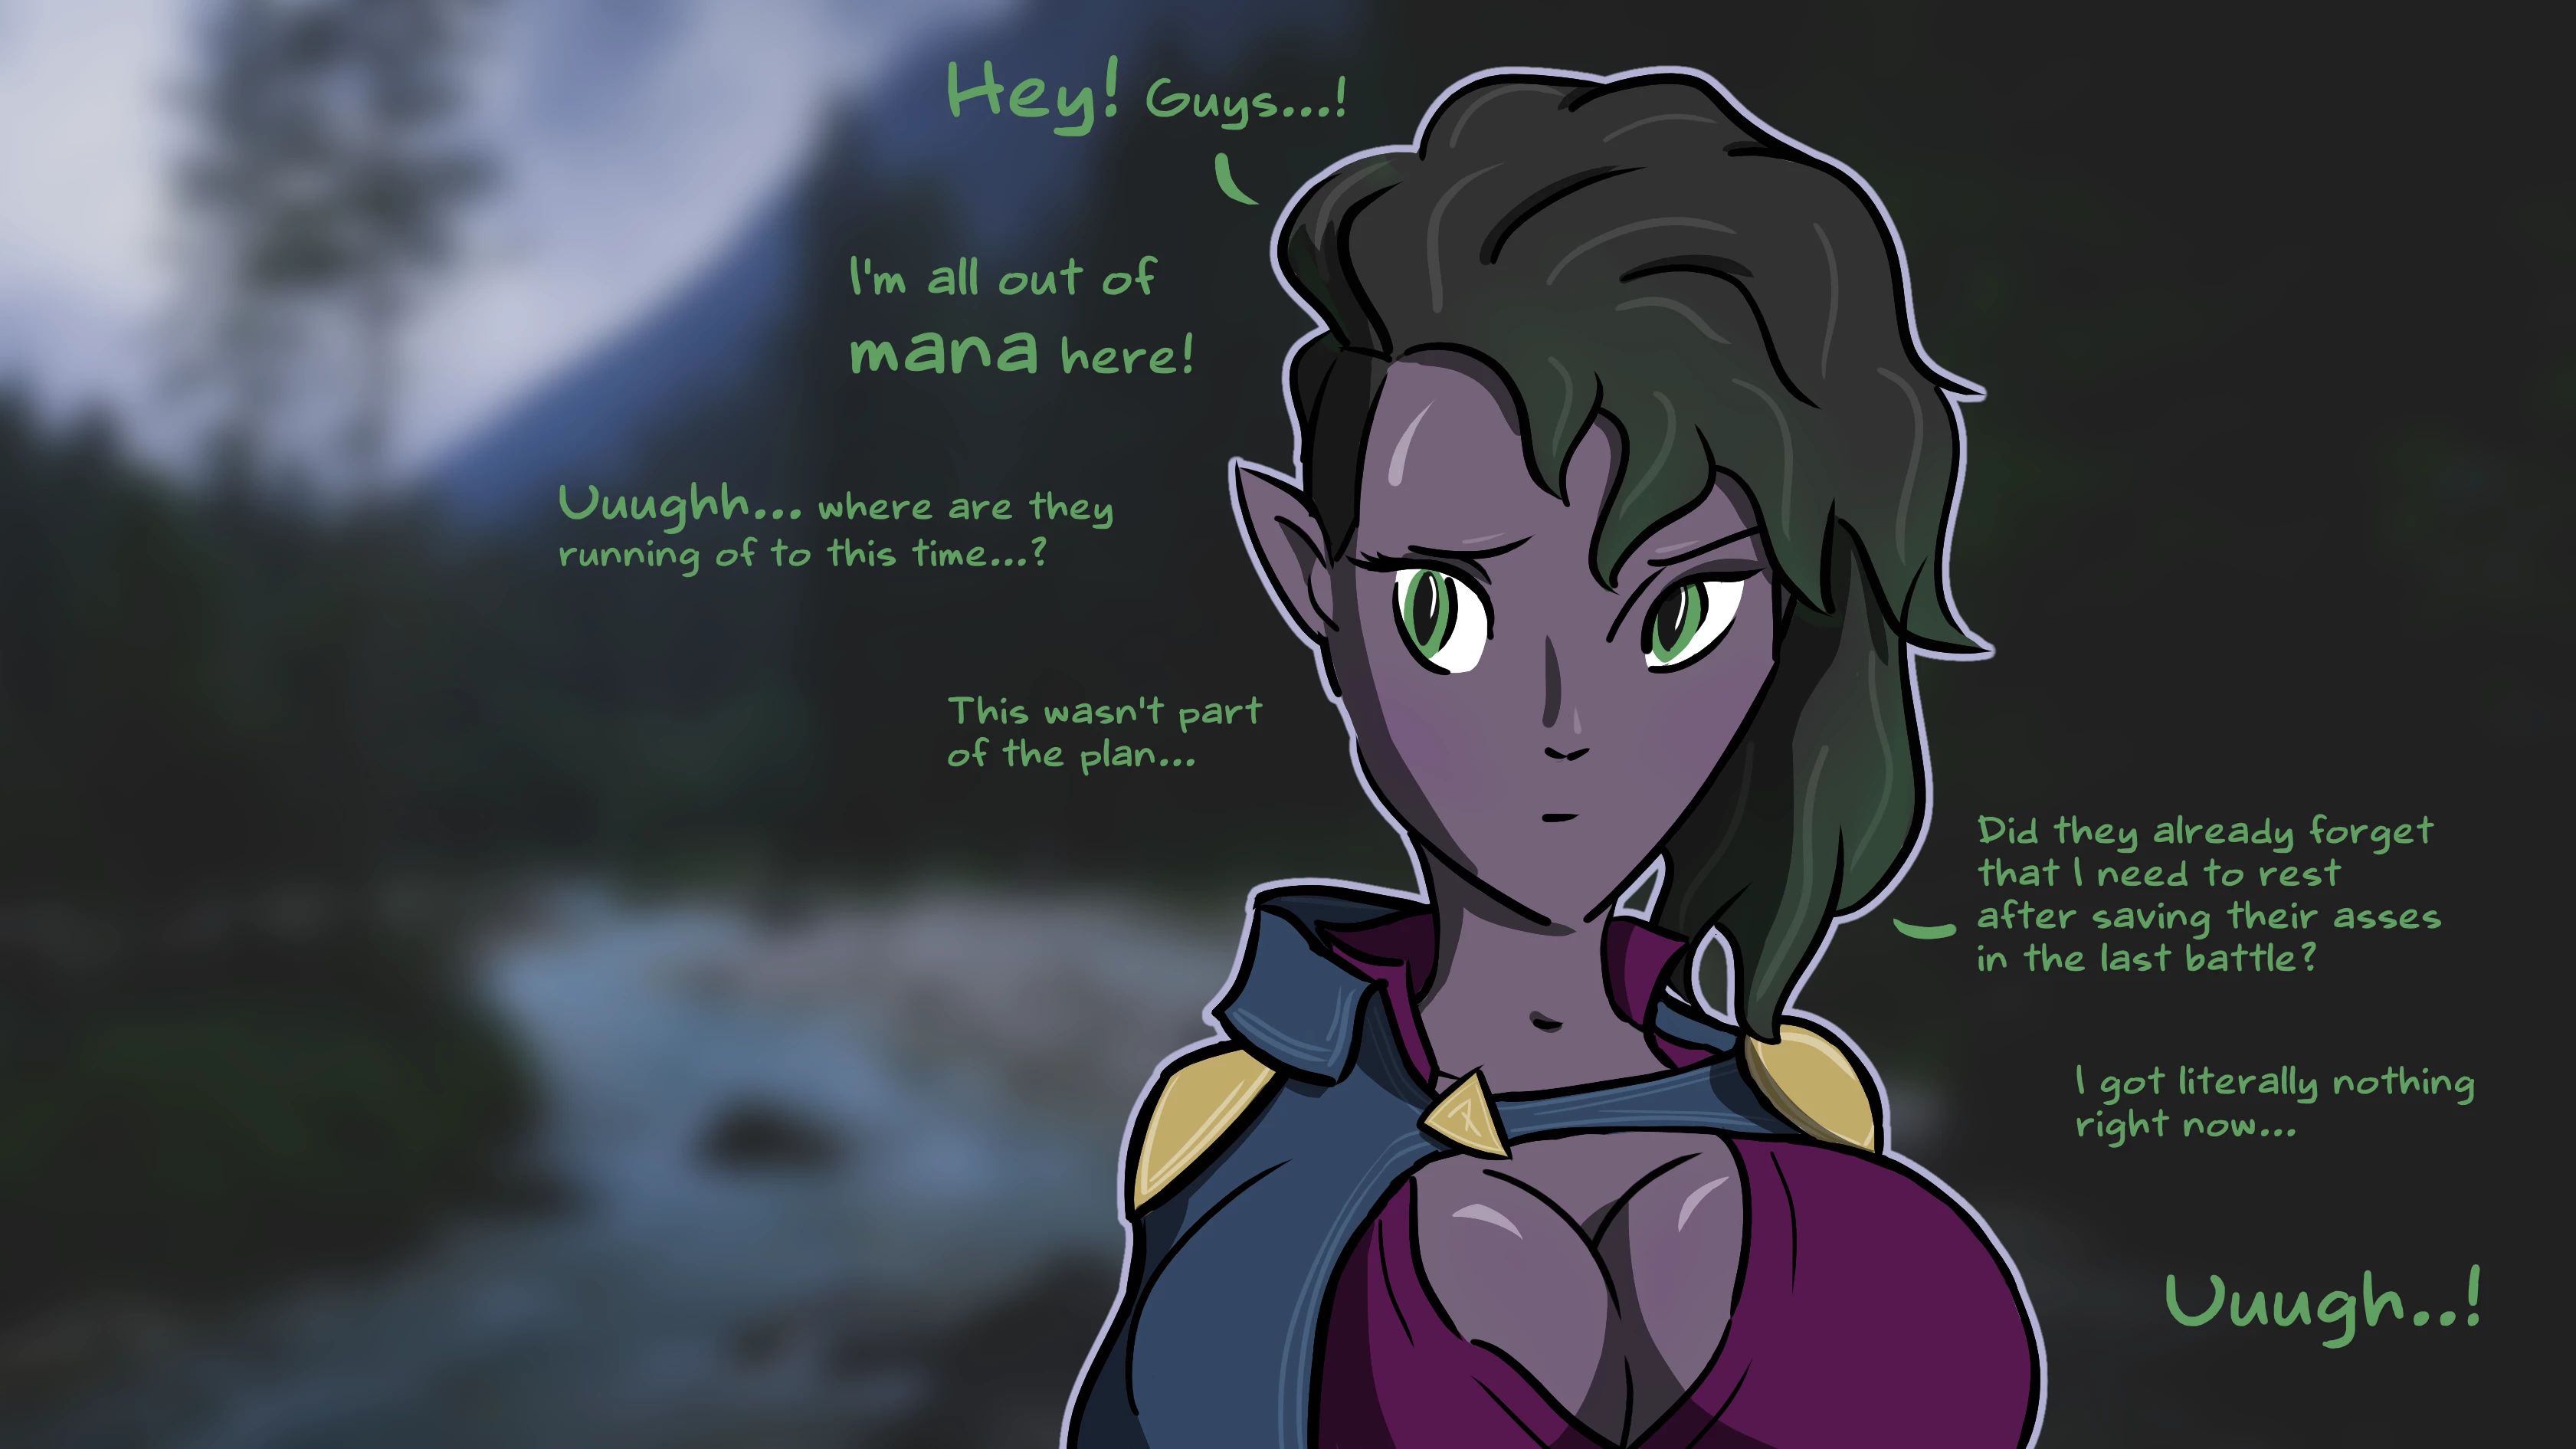 Hey! Guys...!
I'm all out of
mana here!
Uuughh... where are they
running of to this time...?
This wasn't part
of the plan...
Did they already forget
that I need to rest
after saving their asses
in the last battle?
I got literally nothing
right now...
Uuugh..!